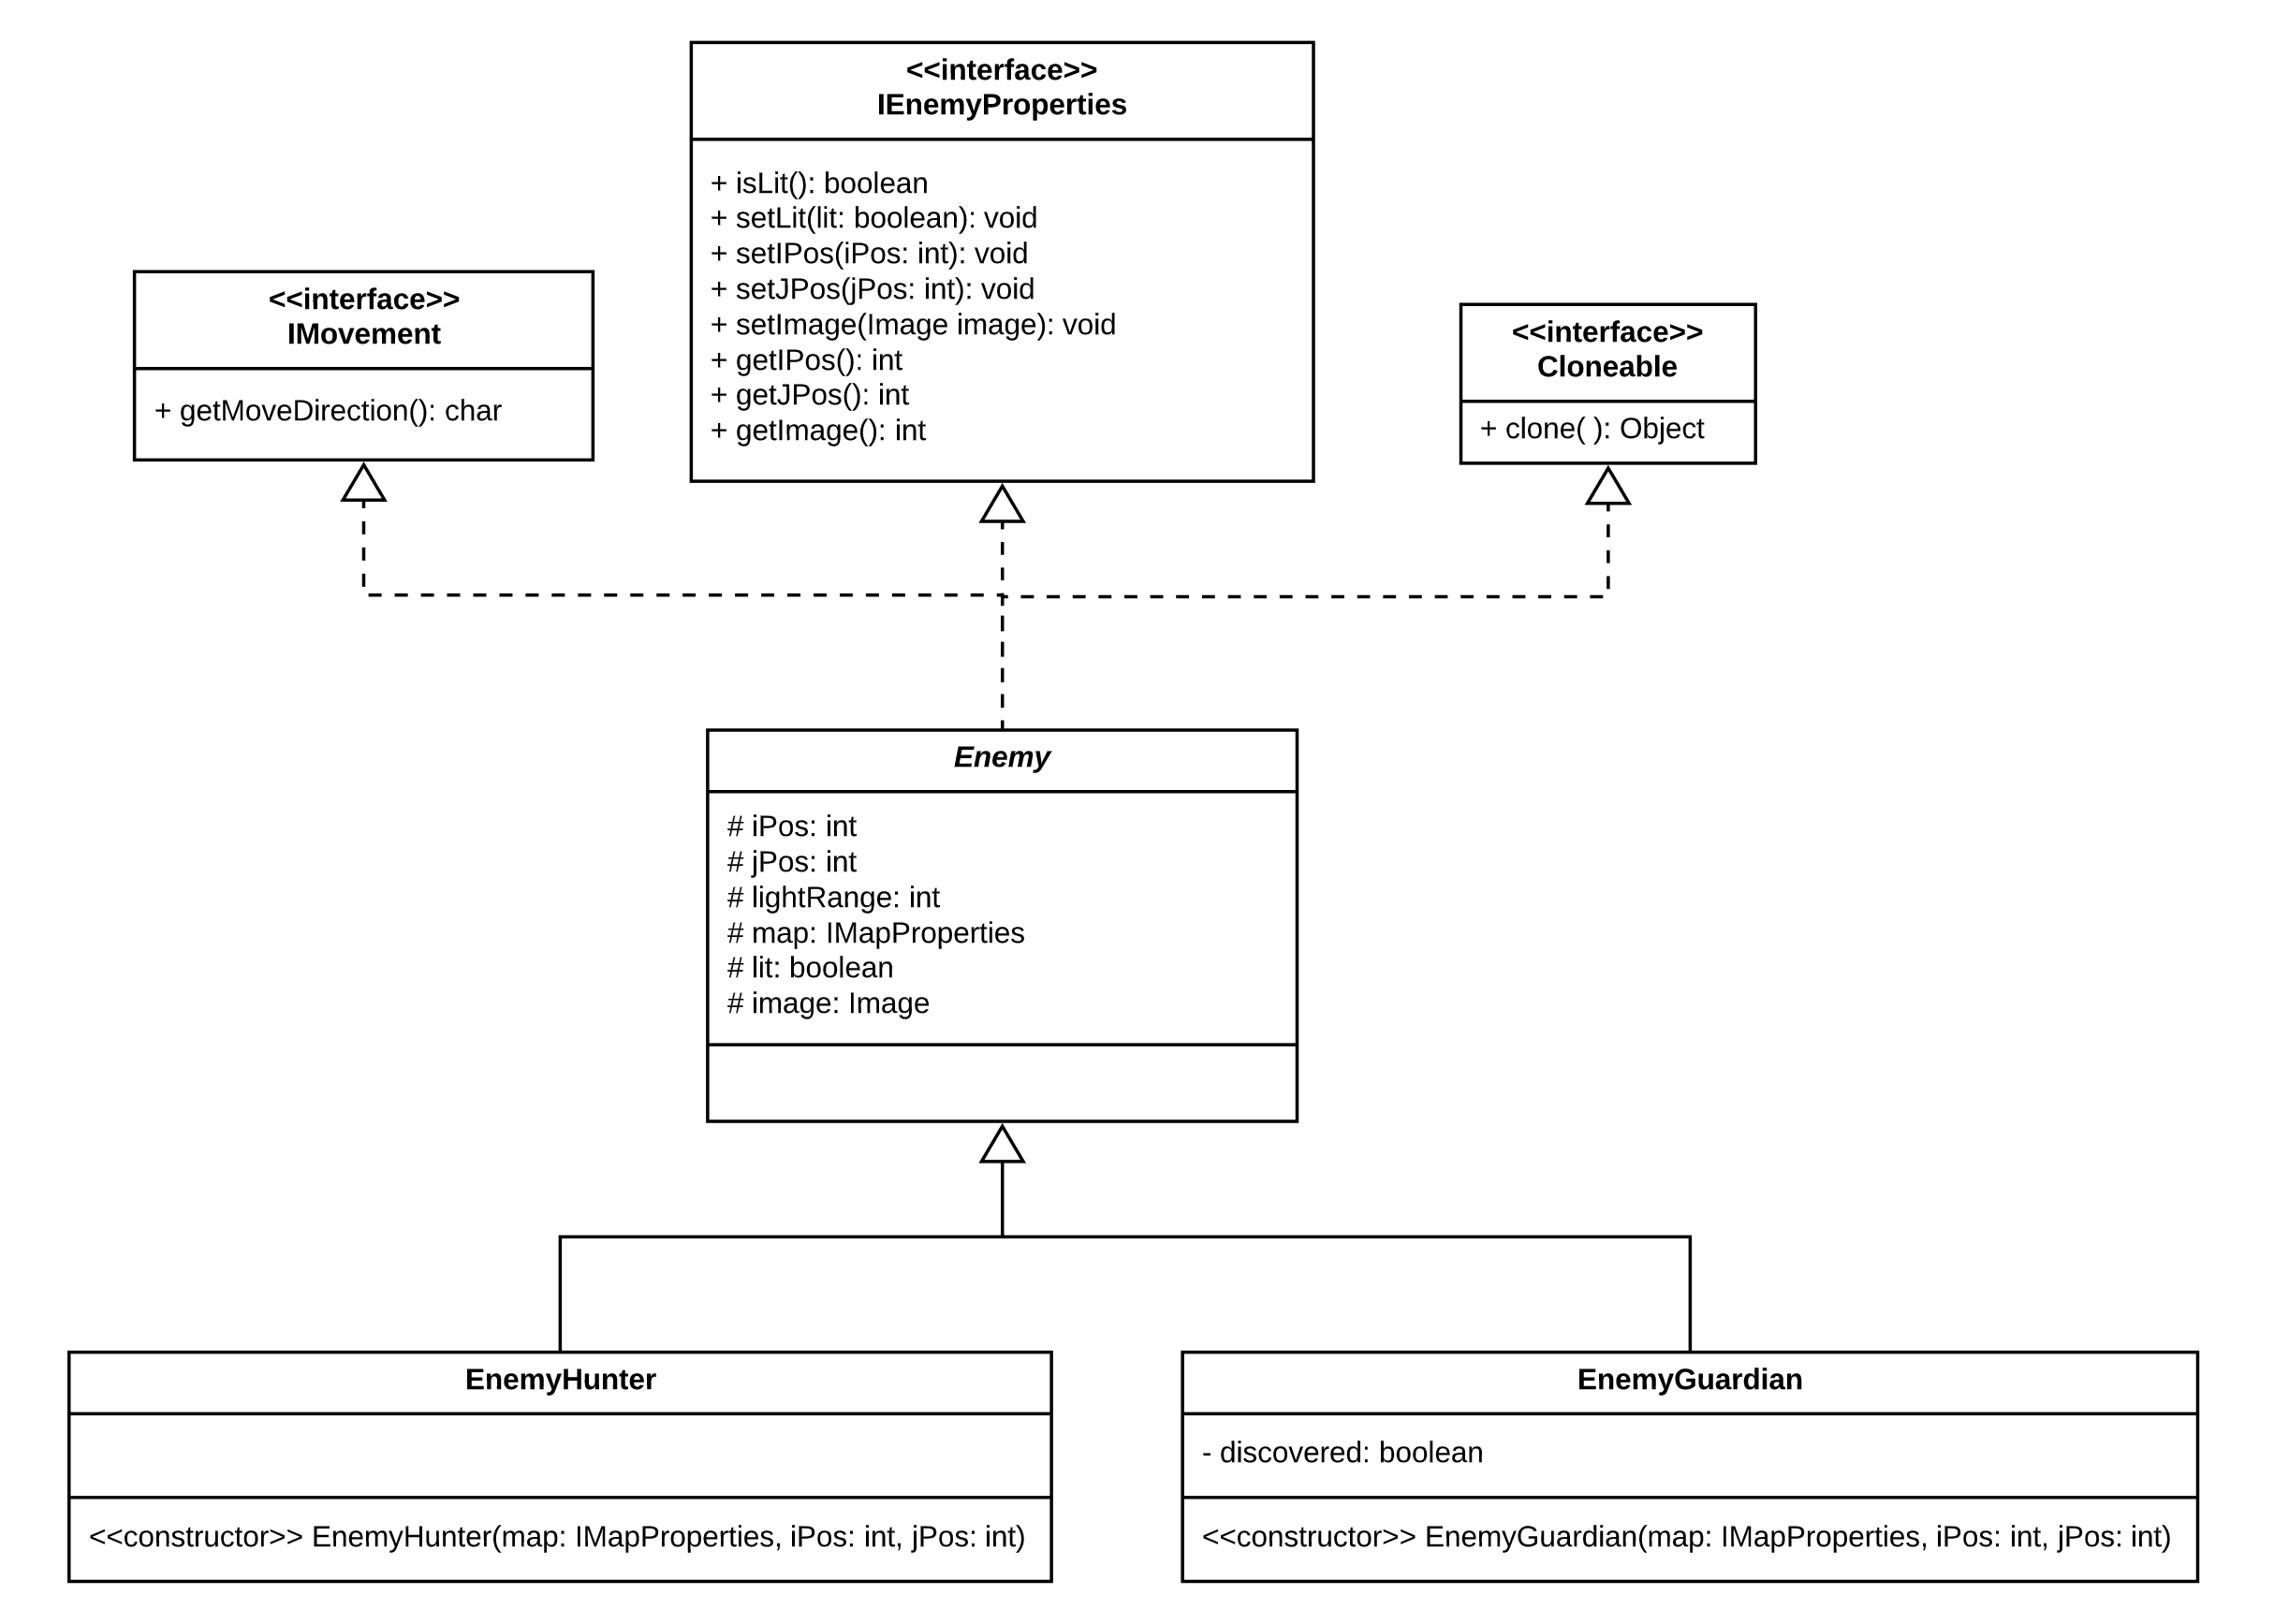 <<interface>>
IEnemyProperties
+ isLit(): boolean
+ setLit(lit: boolean): void
+ setIPos(iPos: int): void
+ setJPos(jPos: int): void
+ setImage(Image image): void
+ getIPos(): int
+ getJPos(): int
+ getImage(): int
<<interface>>
IMovement
+ getMoveDirection(): char
<<interface>>
Cloneable
+ clone( ): Object
Enemy
# iPos: int
# jPos: int
# lightRange: int
# map: IMapProperties
# lit: boolean
# image: Image
EnemyHunter
<<constructor>> EnemyHunter(map: IMapProperties, iPos: int, jPos: int)
EnemyGuardian
- discovered: boolean
<<constructor>> EnemyGuardian(map: IMapProperties, iPos: int, jPos: int)